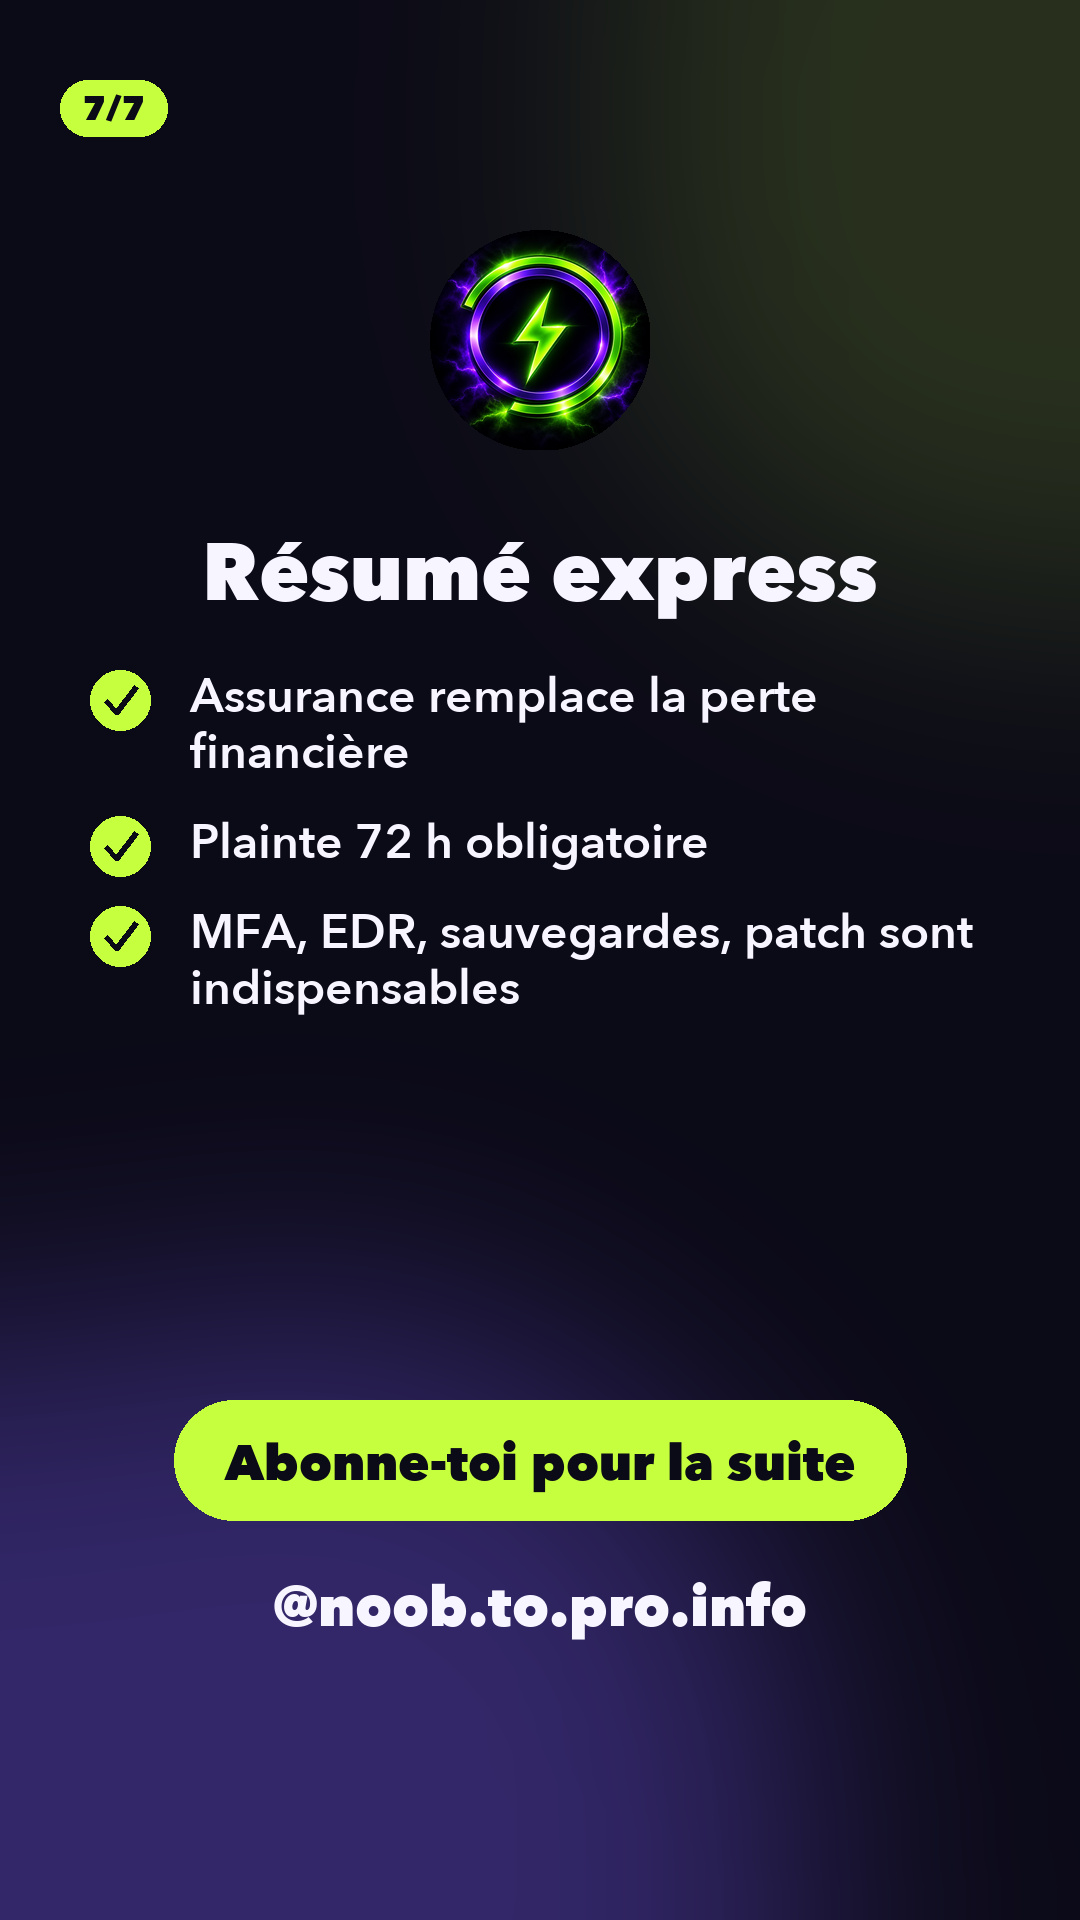 7/7
Résumé express
Assurance remplace la perte
financière
Plainte 72 h obligatoire
MFA, EDR, sauvegardes, patch sont
indispensables
Abonne-toi pour la suite
@noob.to.pro.info